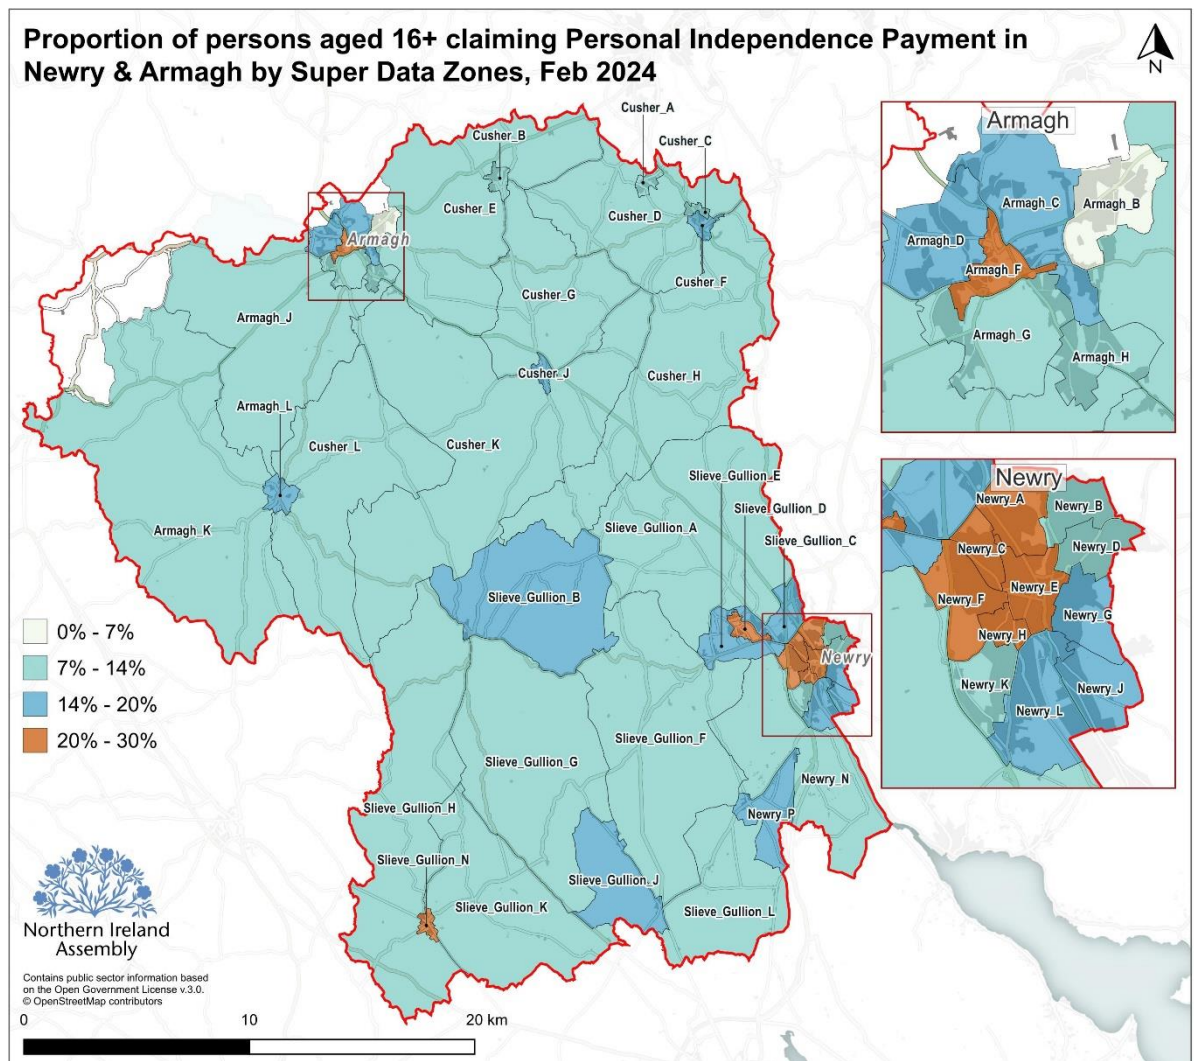 Proportion of persons aged 16+ claiming Personal Independence Payment in
Newry & Armagh by Super Data Zones, Feb 2024
N
Cusher_A
Cusher_B
Cusher_C
Cusher_E
Cusher_D
Armagh
Cusher_F
Cusher_G
Armagh_J
Cusher_J
Cusher_H
Armagh_L
Cusher_L
Cusher_K
Slieve_Gullion_E
Slieve_Gullion_D
Armagh_K
Slieve_Gullion_A
Slieve_Gullion_C
Slieve_Gullion_B
Newry
Slieve_Gullion_F
Slieve_Gullion_G
Newry_N
Slieve_Gullion_H
Newry_P
Slieve_Gullion_N
Slieve_Gullion_J
Slieve_Gullion_K
Slieve_Gullion_L
Armagh
Armagh_C
Armagh_B
Armagh_D
Armagh_F
Armagh_G
Armagh_H
Newry
Newry_A
Newry_B
Newry_C
Newry_D
Newry_E
Newry_F
Newry_G
Newry_H
Newry_K
Newry_J
Newry_L
0% - 7%
7% - 14%
14% - 20%
20% - 30%
Northern Ireland
Assembly
Contains public sector information based
on the Open Government License v.3.0.
© OpenStreetMap contributors
0 10 20 km